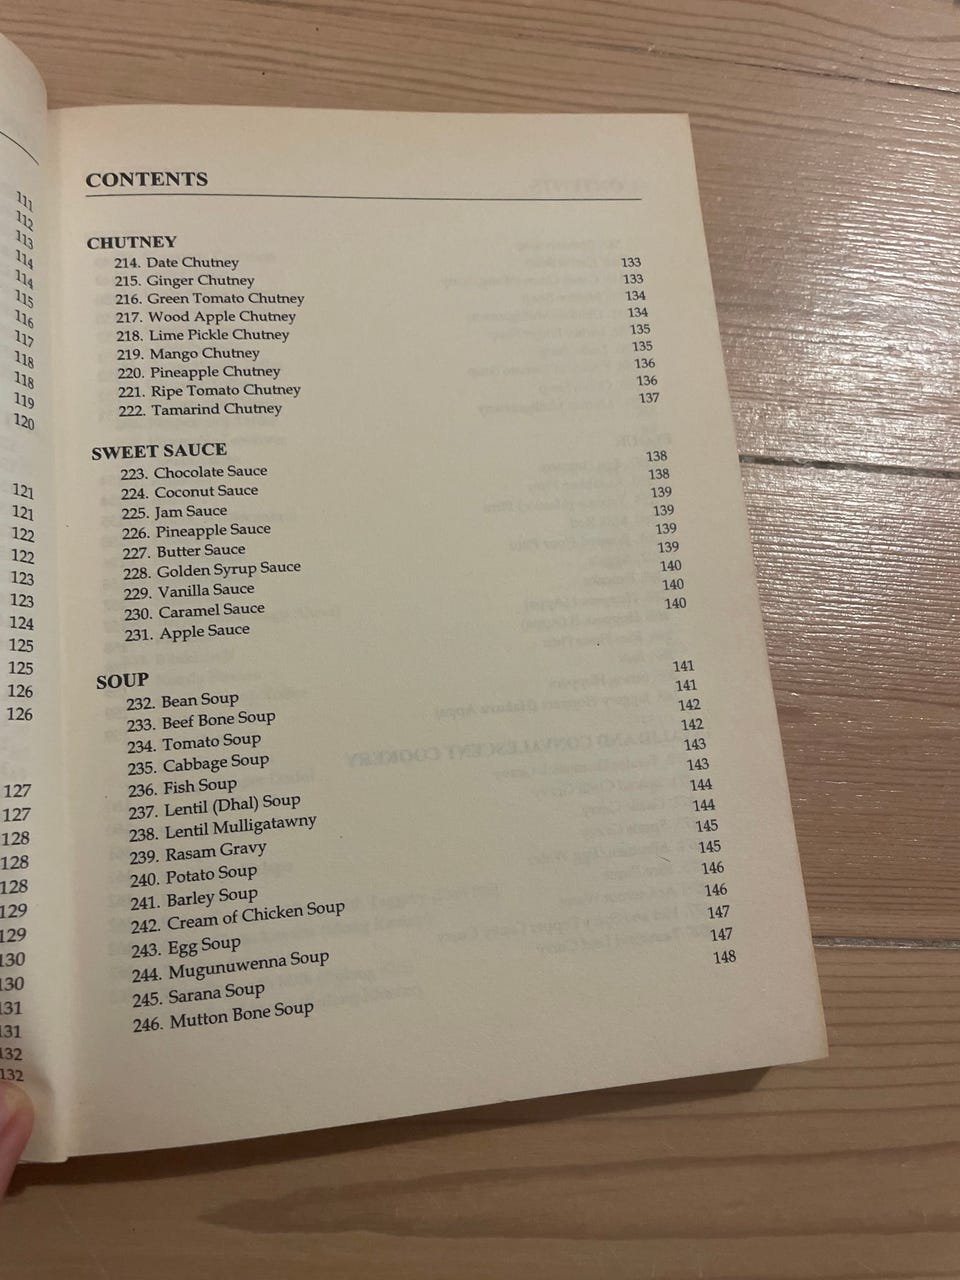 111
112
113
114
114
115
116
117
118
118
119
120
121
121
122
122
123
123
124
125
125
126
126
127
127
128
128
128
129
129
130
130
131
131
132
132
CONTENTS
CHUTNEY
214. Date Chutney 133
215. Ginger Chutney 133
216. Green Tomato Chutney 134
217. Wood Apple Chutney 134
218. Lime Pickle Chutney 135
219. Mango Chutney 135
220. Pineapple Chutney 136
221. Ripe Tomato Chutney 136
222. Tamarind Chutney 137
SWEET SAUCE
223. Chocolate Sauce 138
224. Coconut Sauce 138
225. Jam Sauce 139
226. Pineapple Sauce 139
227. Butter Sauce 139
228. Golden Syrup Sauce 139
229. Vanilla Sauce 140
230. Caramel Sauce 140
231. Apple Sauce 140
SOUP
232. Bean Soup 141
233. Beef Bone Soup 141
234. Tomato Soup 142
235. Cabbage Soup 142
236. Fish Soup 143
237. Lentil (Dhal) Soup 143
238. Lentil Mulligatawny 144
239. Rasam Gravy 144
240. Potato Soup 145
241. Barley Soup 145
242. Cream of Chicken Soup 146
243. Egg Soup 146
244. Mugunuwenna Soup 147
245. Sarana Soup 147
246. Mutton Bone Soup 148